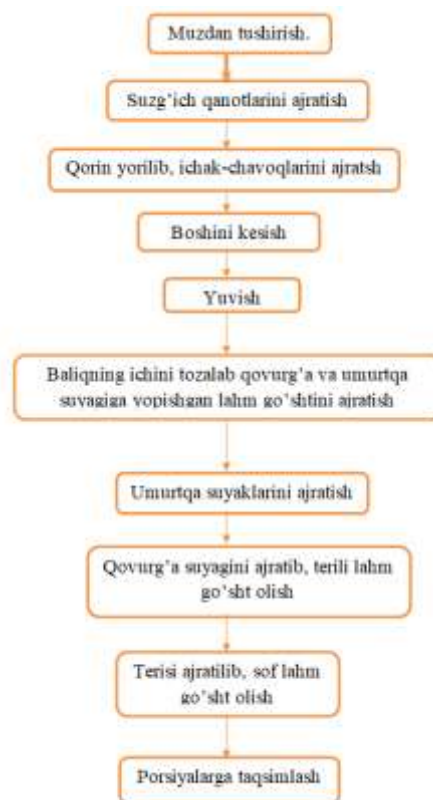 Muzdan tushirish.
Suzg’ich qanotlarini ajratish
Qorin yorilib, ichak-chavoqlarini ajratsh
Boshini kesish
Yuvish
Baliqning ichini tozalab qovurg’a va umurtqa
suyagiga yopishgan lahm go’shtini ajratish
Umurtqa suyaklarini ajratish
Qovurg’a suyagini ajratib, terili lahm
go’sht olish
Terisi ajratilib, sof lahm
go’sht olish
Porsiyalarga taqsimlash